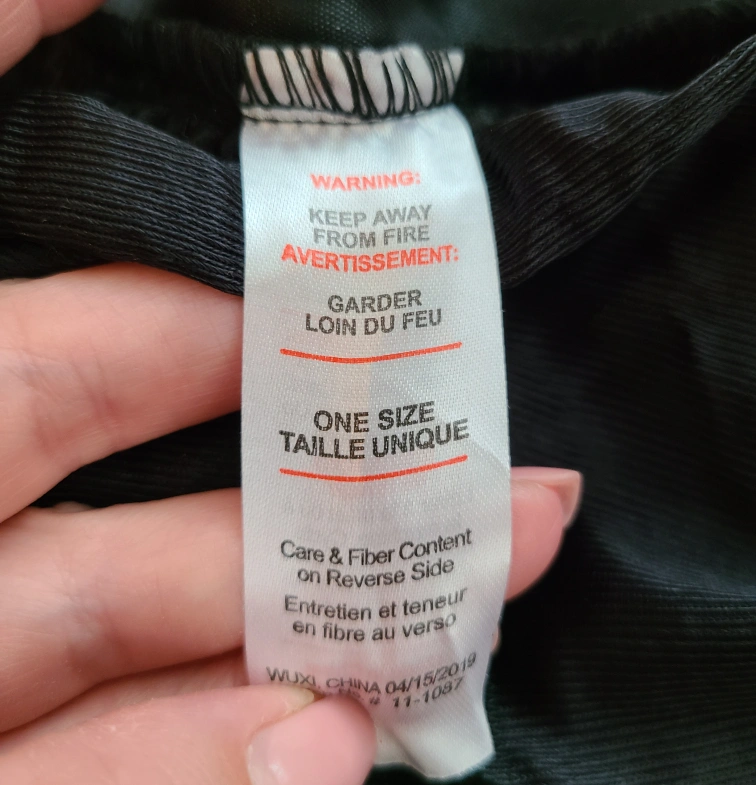 WARNING:
KEEP AWAY
FROM FIRE
AVERTISSEMENT:
GARDER
LOIN DU FEU
ONE SIZE
TAILLE UNIQUE
Care & Fiber Content
on Reverse Side
Entretien et teneur
en fibre au verso
WUXI, CHINA 04/15/2019
# 11-1087